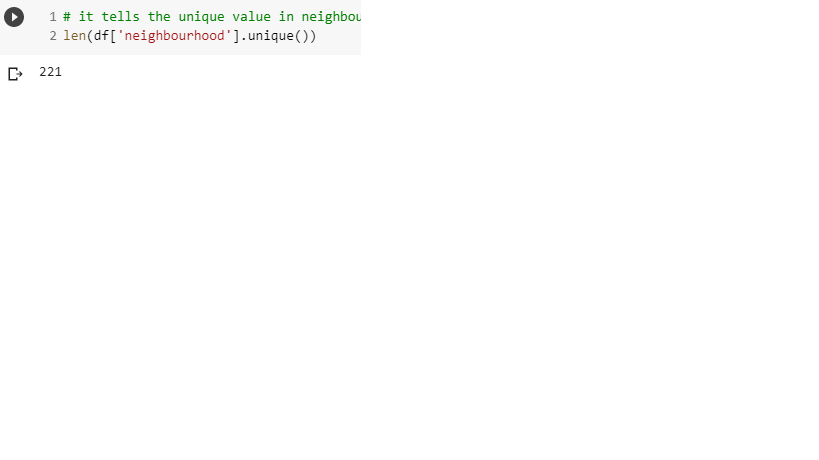 1 # it tells the unique value in neighbou
2 len(df['neighbourhood'].unique())
221